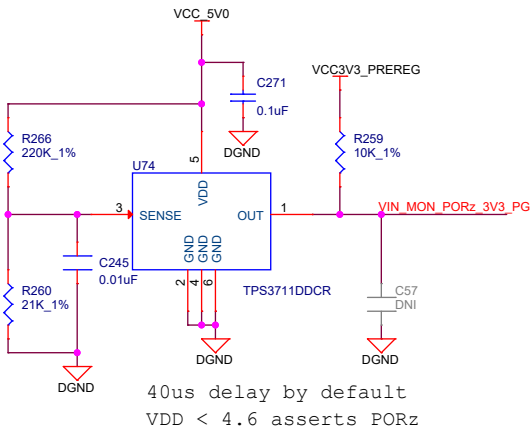 VCC_5V0
C271
0.1uF
VCC3V3_PREREG
DGND
R266
220K_1%
R259
10K_1%
U74
5
VDD
3
SENSE
OUT
1
VIN_MON_PORz_3V3_PG
C245
0.01uF
GND
GND
GND
2
4
6
TPS3711DDCR
R260
21K_1%
C57
DNI
DGND
DGND
DGND
40us delay by default
VDD < 4.6 asserts PORz